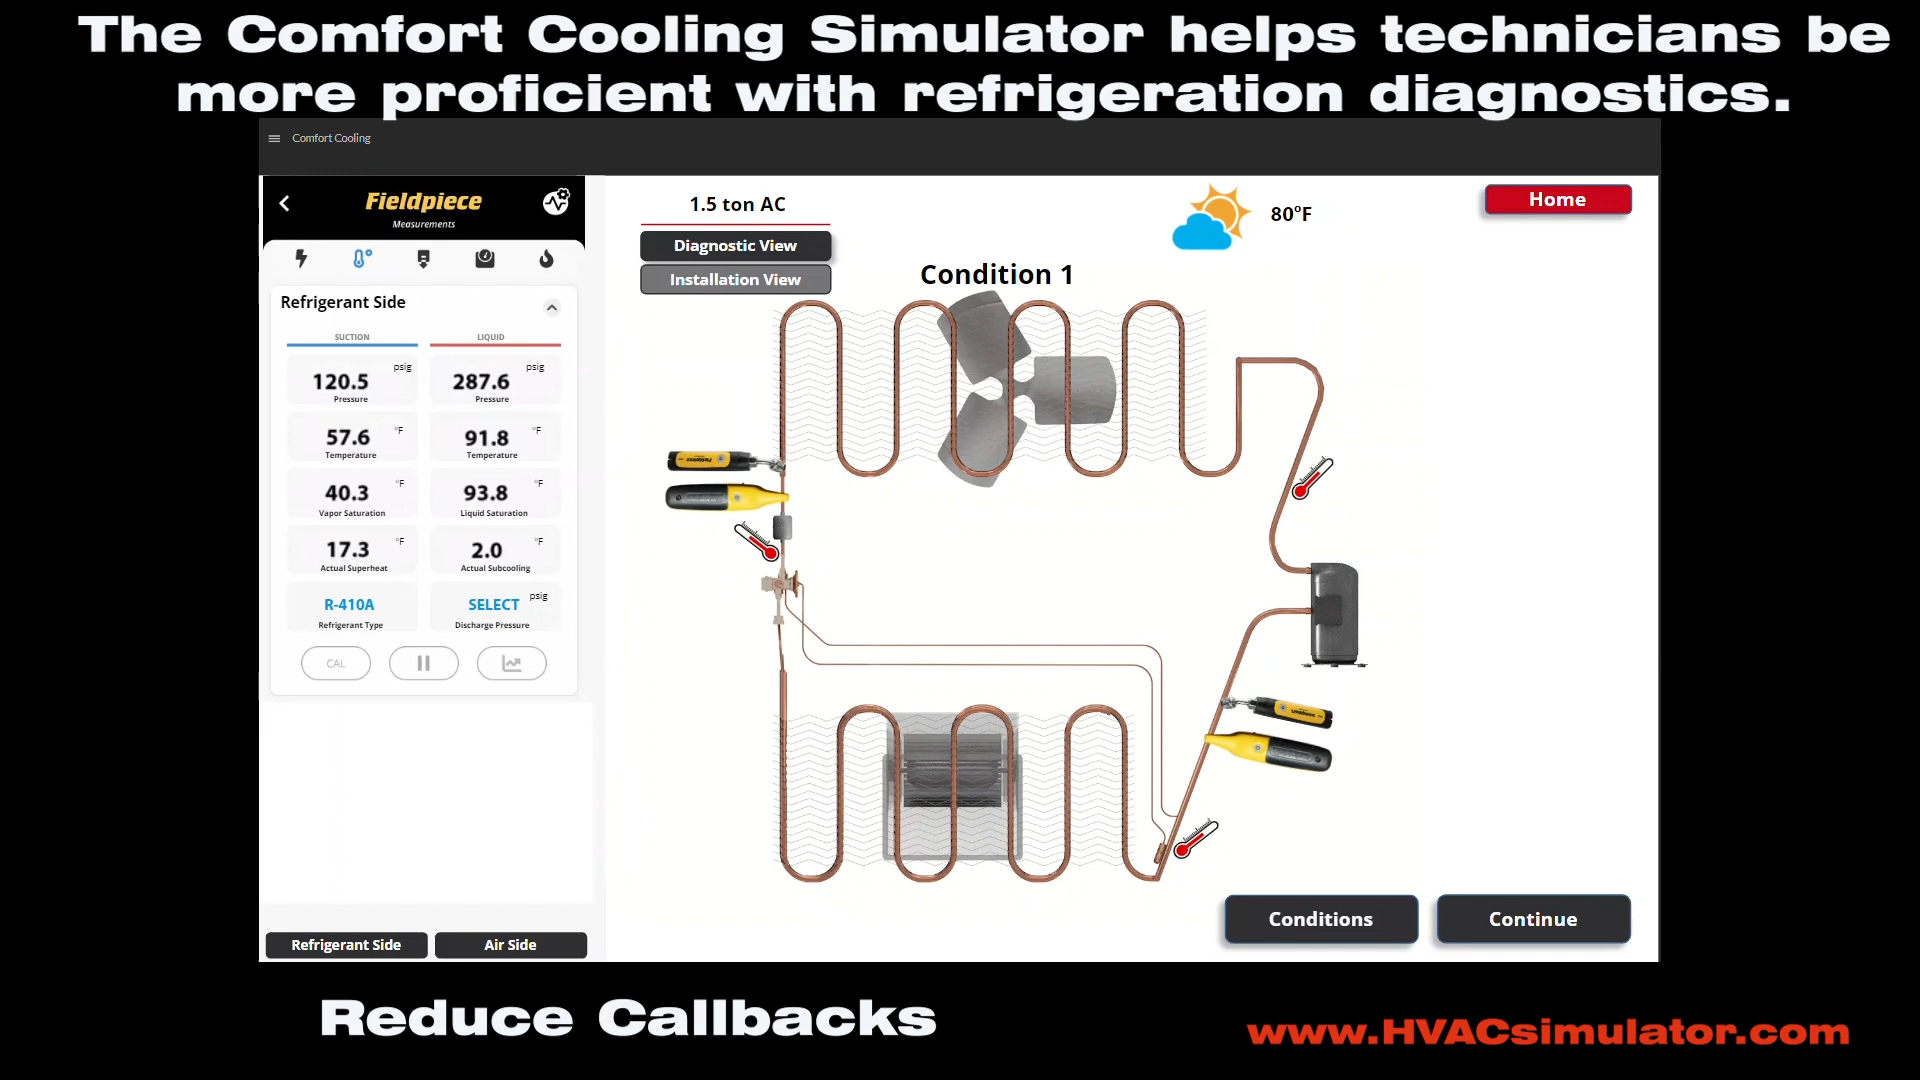 The Comfort Cooling Simulator helps technicians be
more proficient with refrigeration diagnostics.
Comfort Cooling
Fieldpiece
Measurements
Refrigerant Side
SUCTION
LIQUID
120.5 psig
Pressure
287.6 psig
Pressure
57.6 °F
Temperature
91.8 °F
Temperature
40.3 °F
Vapor Saturation
93.8 °F
Liquid Saturation
17.3 °F
Actual Superheat
2.0 °F
Actual Subcooling
R-410A
Refrigerant Type
SELECT psig
Discharge Pressure
CAL
Refrigerant Side
Air Side
1.5 ton AC
Diagnostic View
Installation View
80°F
Home
Condition 1
Conditions
Continue
Reduce Callbacks
www.HVACsimulator.com